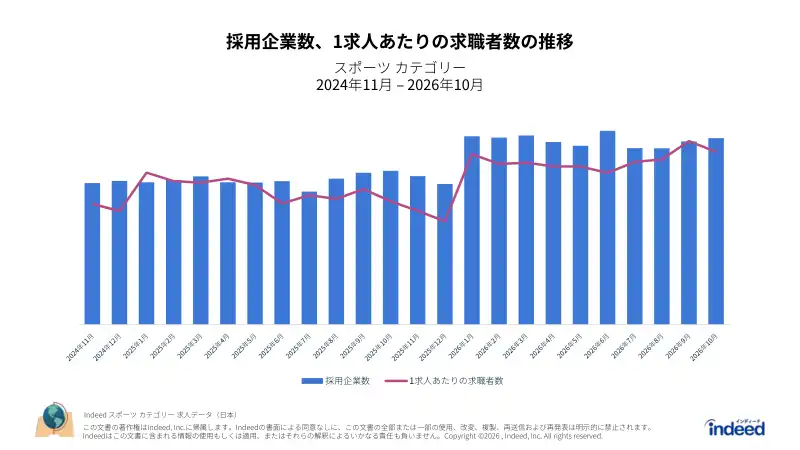 採用企業数、1求人あたりの求職者数の推移
スポーツ カテゴリー
2024年11月 – 2026年10月
2024年11月
2024年12月
2025年1月
2025年2月
2025年3月
2025年4月
2025年5月
2025年6月
2025年7月
2025年8月
2025年9月
2025年10月
2025年11月
2025年12月
2026年1月
2026年2月
2026年3月
2026年4月
2026年5月
2026年6月
2026年7月
2026年8月
2026年9月
2026年10月
採用企業数
1求人あたりの求職者数
Indeed スポーツ カテゴリー 求人データ（日本）
この文書の著作権はIndeed, Inc.に帰属します。Indeedの書面による同意なしに、この文書の全部または一部の使用、改変、複製、再送信および再発表は明示的に禁止されます。
Indeedはこの文書に含まれる情報の使用もしくは適用、またはそれらの解釈によるいかなる責任も負いません。Copyright ©2026 , Indeed, Inc. All rights reserved.
インディード
indeed